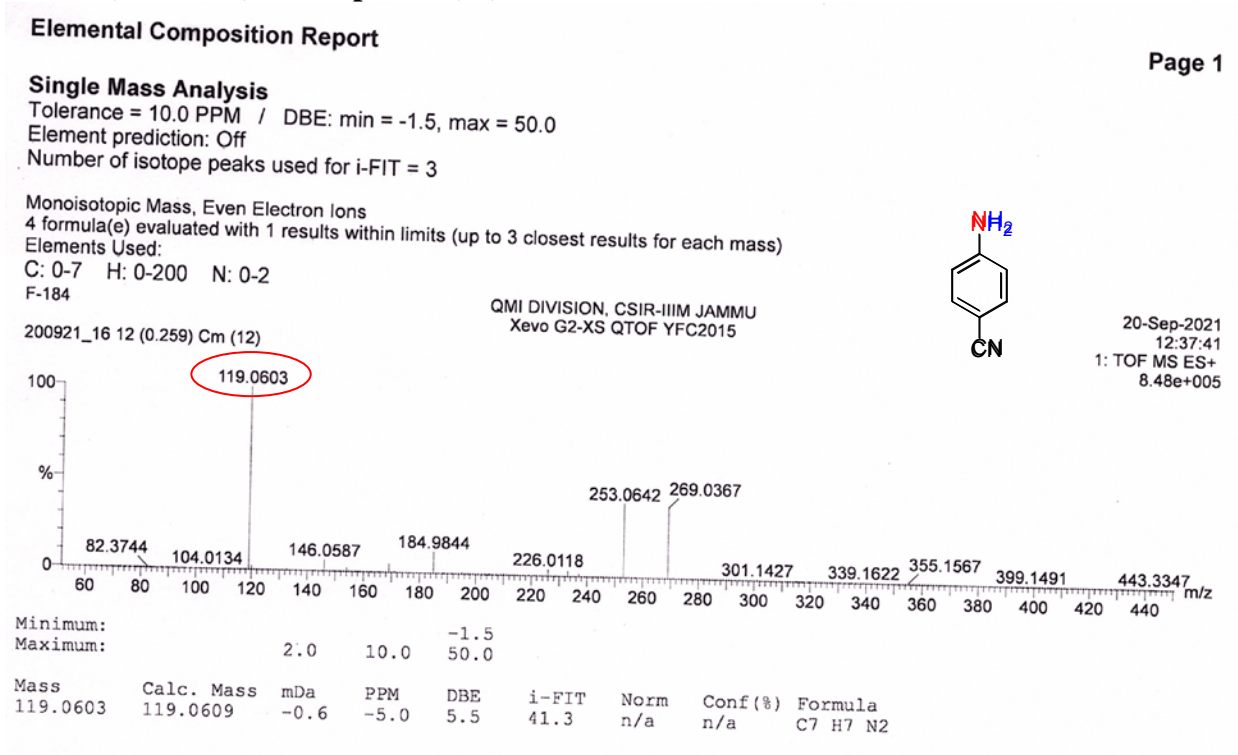 Elemental Composition Report
Page 1
Single Mass Analysis
Tolerance = 10.0 PPM / DBE: min = -1.5, max = 50.0
Element prediction: Off
Number of isotope peaks used for i-FIT = 3
Monoisotopic Mass, Even Electron Ions
4 formula(e) evaluated with 1 results within limits (up to 3 closest results for each mass)
Elements Used:
C: 0-7 H: 0-200 N: 0-2
F-184
QMI DIVISION, CSIR-IIIM JAMMU
Xevo G2-XS QTOF YFC2015
200921_16 12 (0.259) Cm (12)
20-Sep-2021
12:37:41
1: TOF MS ES+
8.48e+005
NH2
CN
100
%
0
119.0603
82.3744
104.0134
146.0587
184.9844
226.0118
253.0642
269.0367
301.1427
339.1622
355.1567
399.1491
443.3347
60 80 100 120 140 160 180 200 220 240 260 280 300 320 340 360 380 400 420 440 m/z
Minimum: -1.5
Maximum: 2.0 10.0 50.0
Mass Calc. Mass mDa PPM DBE i-FIT Norm Conf(%) Formula
119.0603 119.0609 -0.6 -5.0 5.5 41.3 n/a n/a C7 H7 N2